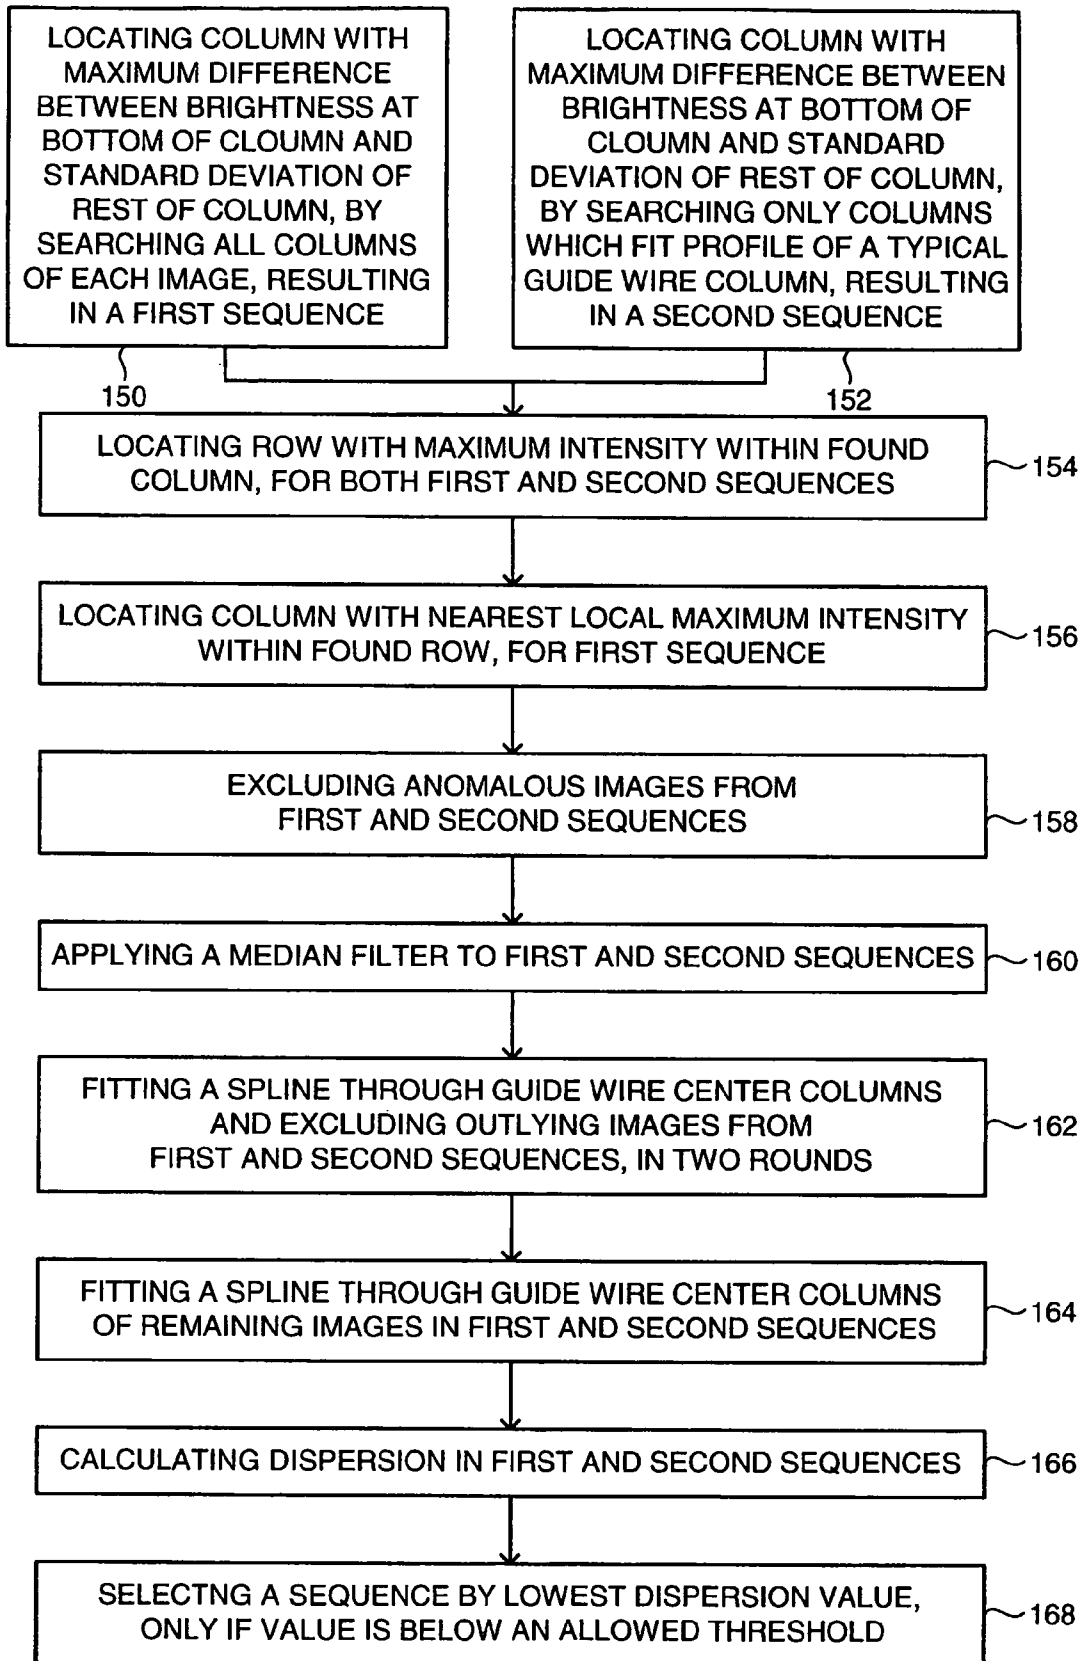 LOCATING COLUMN WITH
MAXIMUM DIFFERENCE
BETWEEN BRIGHTNESS AT
BOTTOM OF CLOUMN AND
STANDARD DEVIATION OF
REST OF COLUMN, BY
SEARCHING ALL COLUMNS
OF EACH IMAGE, RESULTING
IN A FIRST SEQUENCE
150
LOCATING COLUMN WITH
MAXIMUM DIFFERENCE BETWEEN
BRIGHTNESS AT BOTTOM OF
CLOUMN AND STANDARD
DEVIATION OF REST OF COLUMN,
BY SEARCHING ONLY COLUMNS
WHICH FIT PROFILE OF A TYPICAL
GUIDE WIRE COLUMN, RESULTING
IN A SECOND SEQUENCE
152
LOCATING ROW WITH MAXIMUM INTENSITY WITHIN FOUND
COLUMN, FOR BOTH FIRST AND SECOND SEQUENCES
154
LOCATING COLUMN WITH NEAREST LOCAL MAXIMUM INTENSITY
WITHIN FOUND ROW, FOR FIRST SEQUENCE
156
EXCLUDING ANOMALOUS IMAGES FROM
FIRST AND SECOND SEQUENCES
158
APPLYING A MEDIAN FILTER TO FIRST AND SECOND SEQUENCES
160
FITTING A SPLINE THROUGH GUIDE WIRE CENTER COLUMNS
AND EXCLUDING OUTLYING IMAGES FROM
FIRST AND SECOND SEQUENCES, IN TWO ROUNDS
162
FITTING A SPLINE THROUGH GUIDE WIRE CENTER COLUMNS
OF REMAINING IMAGES IN FIRST AND SECOND SEQUENCES
164
CALCULATING DISPERSION IN FIRST AND SECOND SEQUENCES
166
SELECTNG A SEQUENCE BY LOWEST DISPERSION VALUE,
ONLY IF VALUE IS BELOW AN ALLOWED THRESHOLD
168